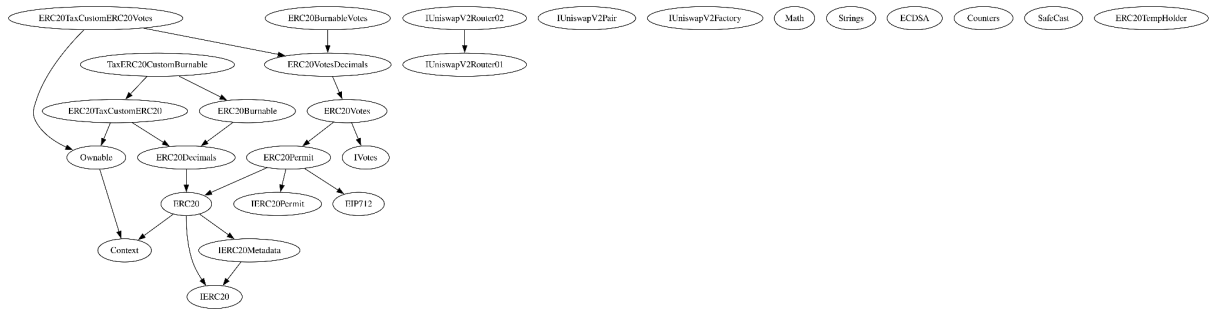 ERC20TaxCustomERC20Votes
ERC20BurnableVotes
IUniswapV2Router02
IUniswapV2Pair
IUniswapV2Factory
Math
Strings
ECDSA
Counters
SafeCast
ERC20TempHolder
TaxERC20CustomBurnable
ERC20VotesDecimals
IUniswapV2Router01
ERC20TaxCustomERC20
ERC20Burnable
ERC20Votes
Ownable
ERC20Decimals
ERC20Permit
IVotes
ERC20
IERC20Permit
EIP712
Context
IERC20Metadata
IERC20